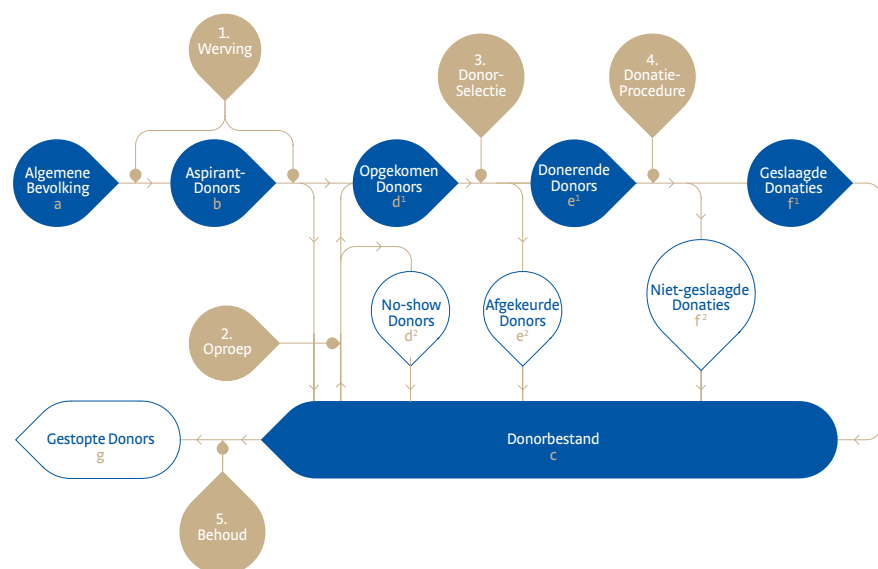 1.
Werving
3.
Donor-
Selectie
4.
Donatie-
Procedure
Algemene
Bevolking
a
Aspirant-
Donors
b
Opgekomen
Donors
d¹
Donerende
Donors
e¹
Geslaagde
Donaties
f¹
2.
Oproep
No-show
Donors
d²
Afgekeurde
Donors
e²
Niet-geslaagde
Donaties
f²
Gestopte Donors
g
Donorbestand
c
5.
Behoud